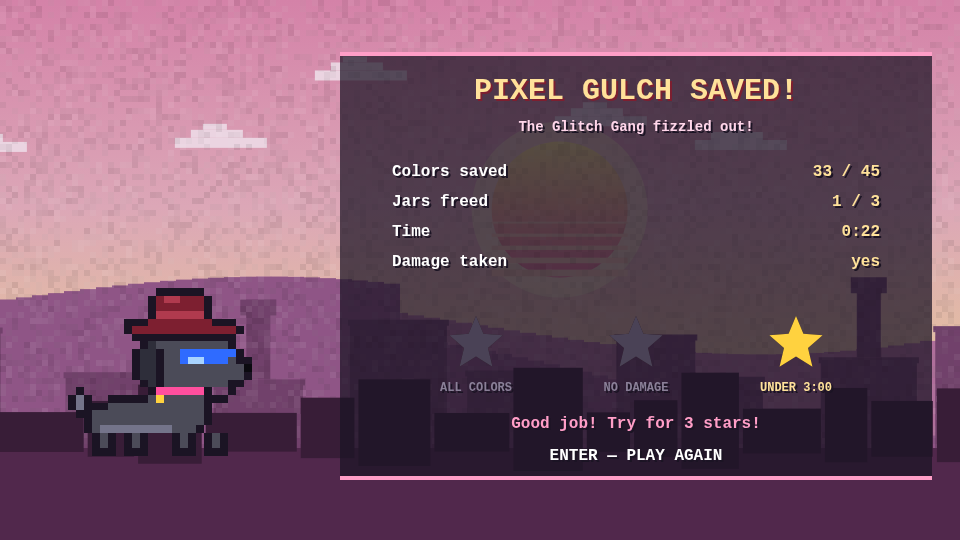 PIXEL GULCH SAVED!
The Glitch Gang fizzled out!
Colors saved 33 / 45
Jars freed 1 / 3
Time 0:22
Damage taken yes
ALL COLORS NO DAMAGE UNDER 3:00
Good job! Try for 3 stars!
ENTER — PLAY AGAIN